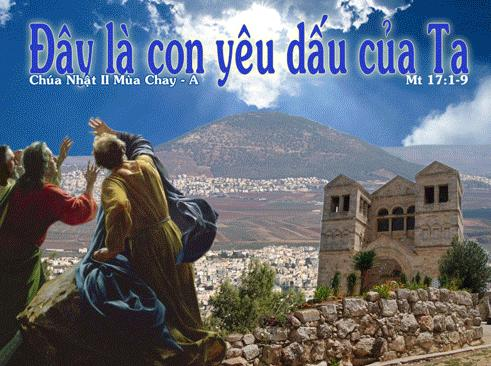 Đây là con yêu dấu của Ta
Chúa Nhật II Mùa Chay - A
Mt 17:1-9